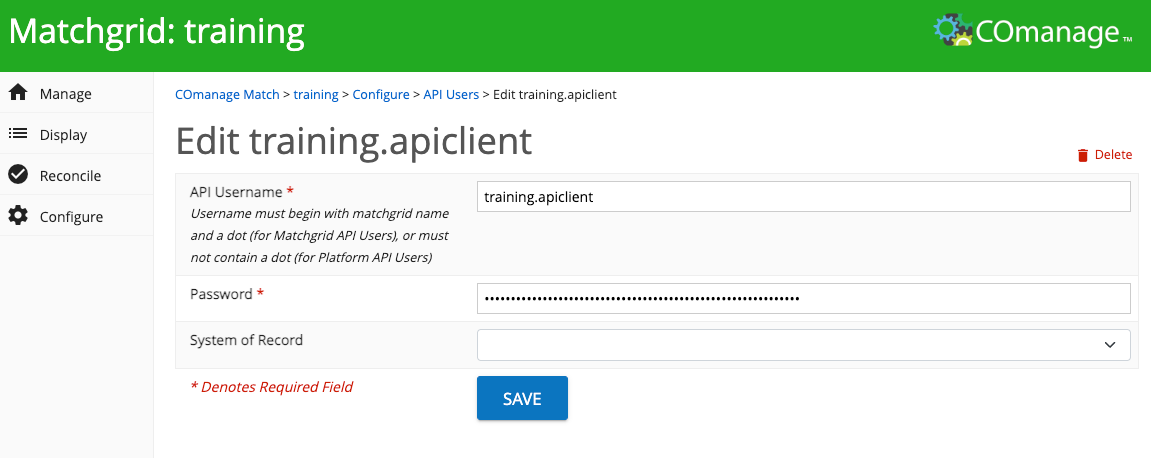 Matchgrid: training
COmanage™
Manage
Display
Reconcile
Configure
COmanage Match > training > Configure > API Users > Edit training.apiclient
Edit training.apiclient
Delete
API Username *
Username must begin with matchgrid name
and a dot (for Matchgrid API Users), or must
not contain a dot (for Platform API Users)
training.apiclient
Password *
System of Record
* Denotes Required Field
SAVE